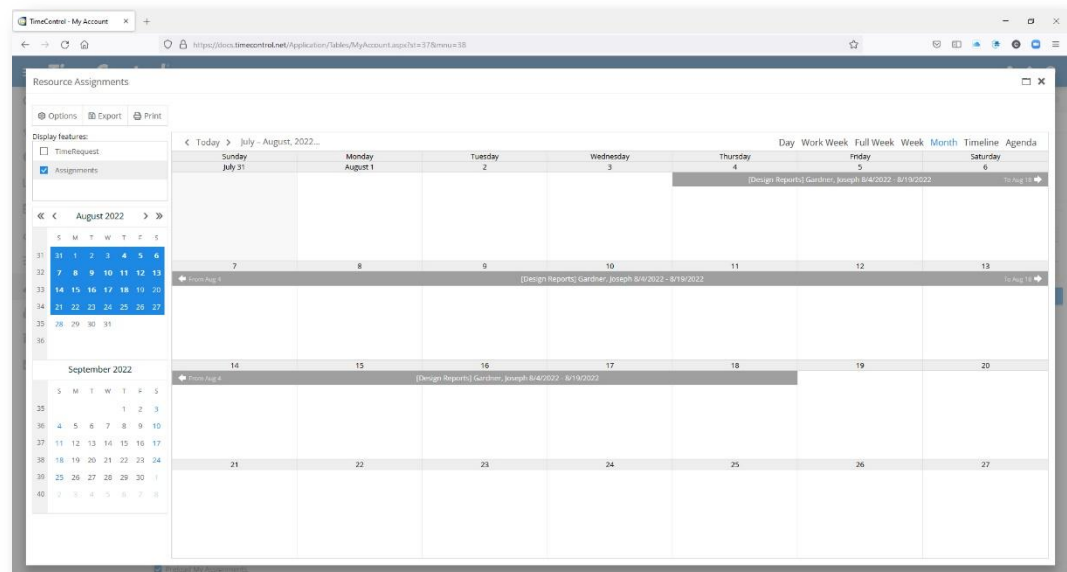 TimeControl - My Account × +
https://docs.timecontrol.net/Application/Tables/MyAccount.aspx?st=37&mnu=38
Resource Assignments
Options Export Print
Display features:
TimeRequest
Assignments
< Today > July - August, 2022...
Day Work Week Full Week Week Month Timeline Agenda
Sunday Monday Tuesday Wednesday Thursday Friday Saturday
July 31 August 1 2 3 4 5 6
[Design Reports] Gardner, Joseph 8/4/2022 - 8/19/2022 To Aug 18
7 8 9 10 11 12 13
From Aug 4 [Design Reports] Gardner, Joseph 8/4/2022 - 8/19/2022 To Aug 18
14 15 16 17 18 19 20
From Aug 4 [Design Reports] Gardner, Joseph 8/4/2022 - 8/19/2022
21 22 23 24 25 26 27
« < August 2022 > »
S M T W T F S
31 31 1 2 3 4 5 6
32 7 8 9 10 11 12 13
33 14 15 16 17 18 19 20
34 21 22 23 24 25 26 27
35 28 29 30 31
36
September 2022
S M T W T F S
35 1 2 3
36 4 5 6 7 8 9 10
37 11 12 13 14 15 16 17
38 18 19 20 21 22 23 24
39 25 26 27 28 29 30 1
40 2 3 4 5 6 7 8